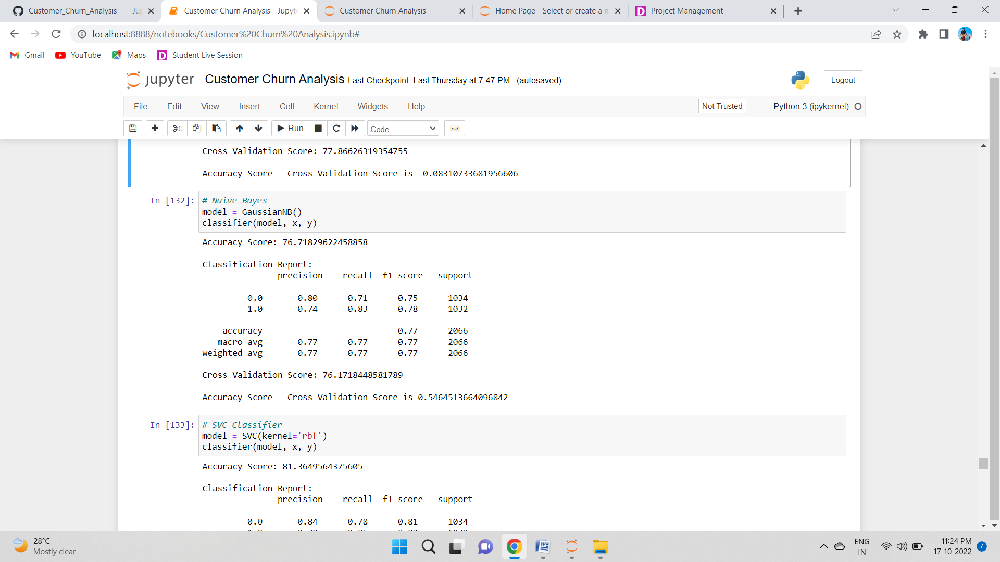 Customer_Churn_Analysis-----Jup
Customer Churn Analysis - Jupyte
Customer Churn Analysis
Home Page - Select or create a n
D Project Management
localhost:8888/notebooks/Customer%20Churn%20Analysis.ipynb#
Gmail YouTube Maps D Student Live Session
jupyter Customer Churn Analysis Last Checkpoint: Last Thursday at 7:47 PM (autosaved) Logout
File Edit View Insert Cell Kernel Widgets Help Not Trusted Python 3 (ipykernel)
Run Code
Cross Validation Score: 77.86626319354755
Accuracy Score - Cross Validation Score is -0.08310733681956606
In [132]: # Naive Bayes
model = GaussianNB()
classifier(model, x, y)
Accuracy Score: 76.71829622458858
Classification Report:
precision recall f1-score support
0.0 0.80 0.71 0.75 1034
1.0 0.74 0.83 0.78 1032
accuracy 0.77 2066
macro avg 0.77 0.77 0.77 2066
weighted avg 0.77 0.77 0.77 2066
Cross Validation Score: 76.1718448581789
Accuracy Score - Cross Validation Score is 0.5464513664096842
In [133]: # SVC Classifier
model = SVC(kernel='rbf')
classifier(model, x, y)
Accuracy Score: 81.3649564375605
Classification Report:
precision recall f1-score support
0.0 0.84 0.78 0.81 1034
28°C
Mostly clear
ENG
IN
11:24 PM
17-10-2022
7